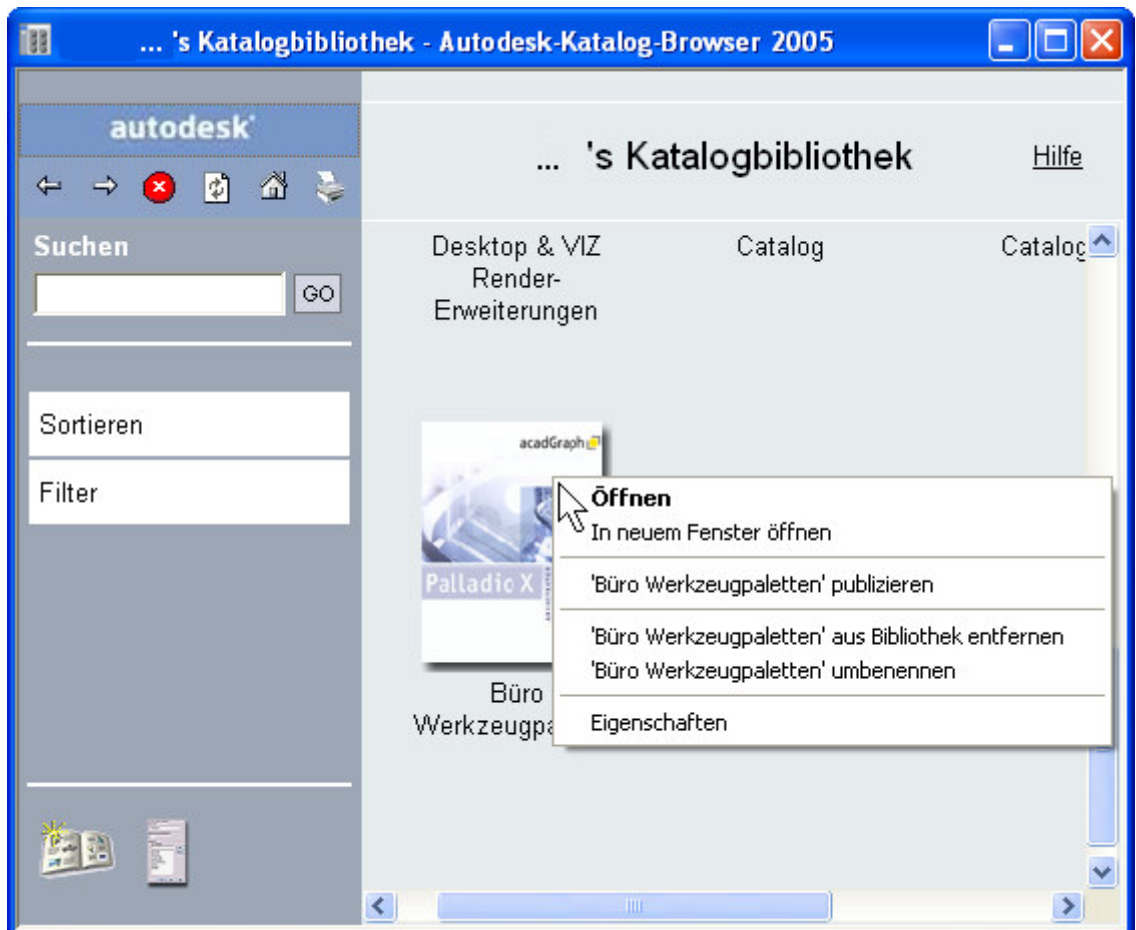 ... 's Katalogbibliothek - Autodesk-Katalog-Browser 2005
autodesk
... 's Katalogbibliothek
Hilfe
Suchen
GO
Sortieren
Filter
Desktop & VIZ
Render-
Erweiterungen
Catalog
Catalog
acadGraph
Palladio X
Büro
Werkzeugpa
Öffnen
In neuem Fenster öffnen
'Büro Werkzeugpaletten' publizieren
'Büro Werkzeugpaletten' aus Bibliothek entfernen
'Büro Werkzeugpaletten' umbenennen
Eigenschaften